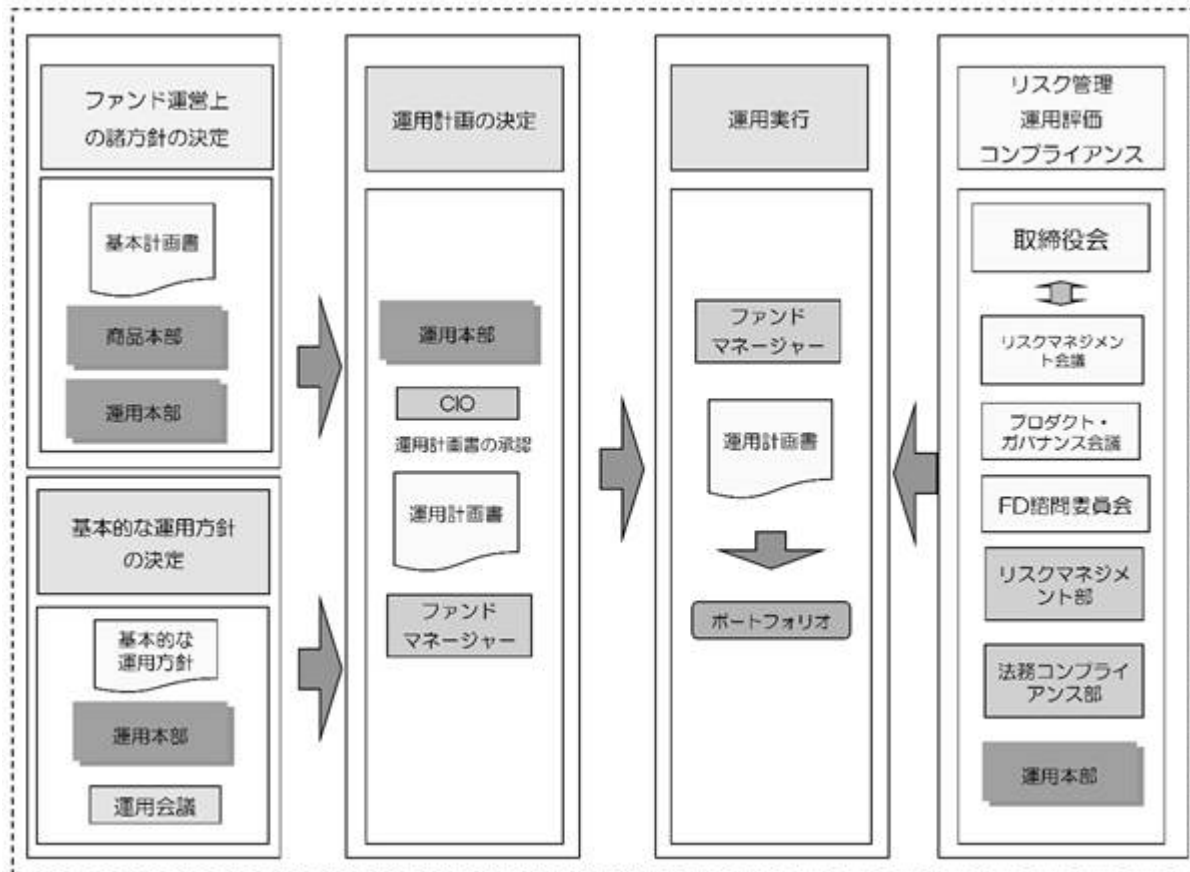 ファンド運営上
の諸方針の決定
基本計画書
商品本部
運用本部
基本的な運用方針
の決定
基本的な
運用方針
運用本部
運用会議
運用計画の決定
運用本部
CIO
運用計画書の承認
運用計画書
ファンド
マネージャー
運用実行
ファンド
マネージャー
運用計画書
ポートフォリオ
リスク管理
運用評価
コンプライアンス
取締役会
リスクマネジメン
ト会議
プロダクト・
ガバナンス会議
FD諮問委員会
リスクマネジメ
ント部
法務コンプライ
アンス部
運用本部